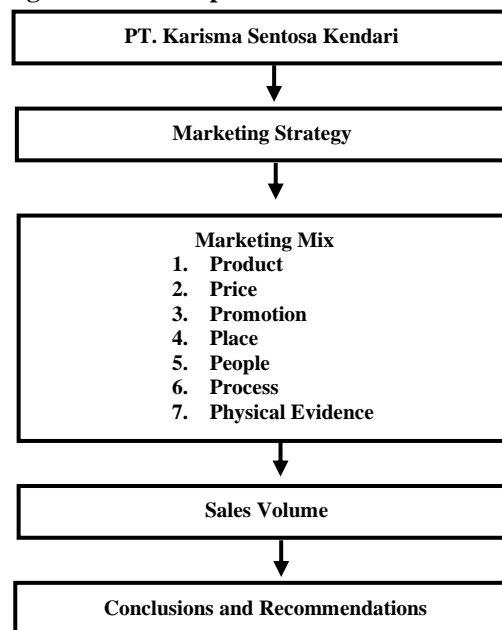 PT. Karisma Sentosa Kendari
Marketing Strategy
Marketing Mix
1. Product
2. Price
3. Promotion
4. Place
5. People
6. Process
7. Physical Evidence
Sales Volume
Conclusions and Recommendations